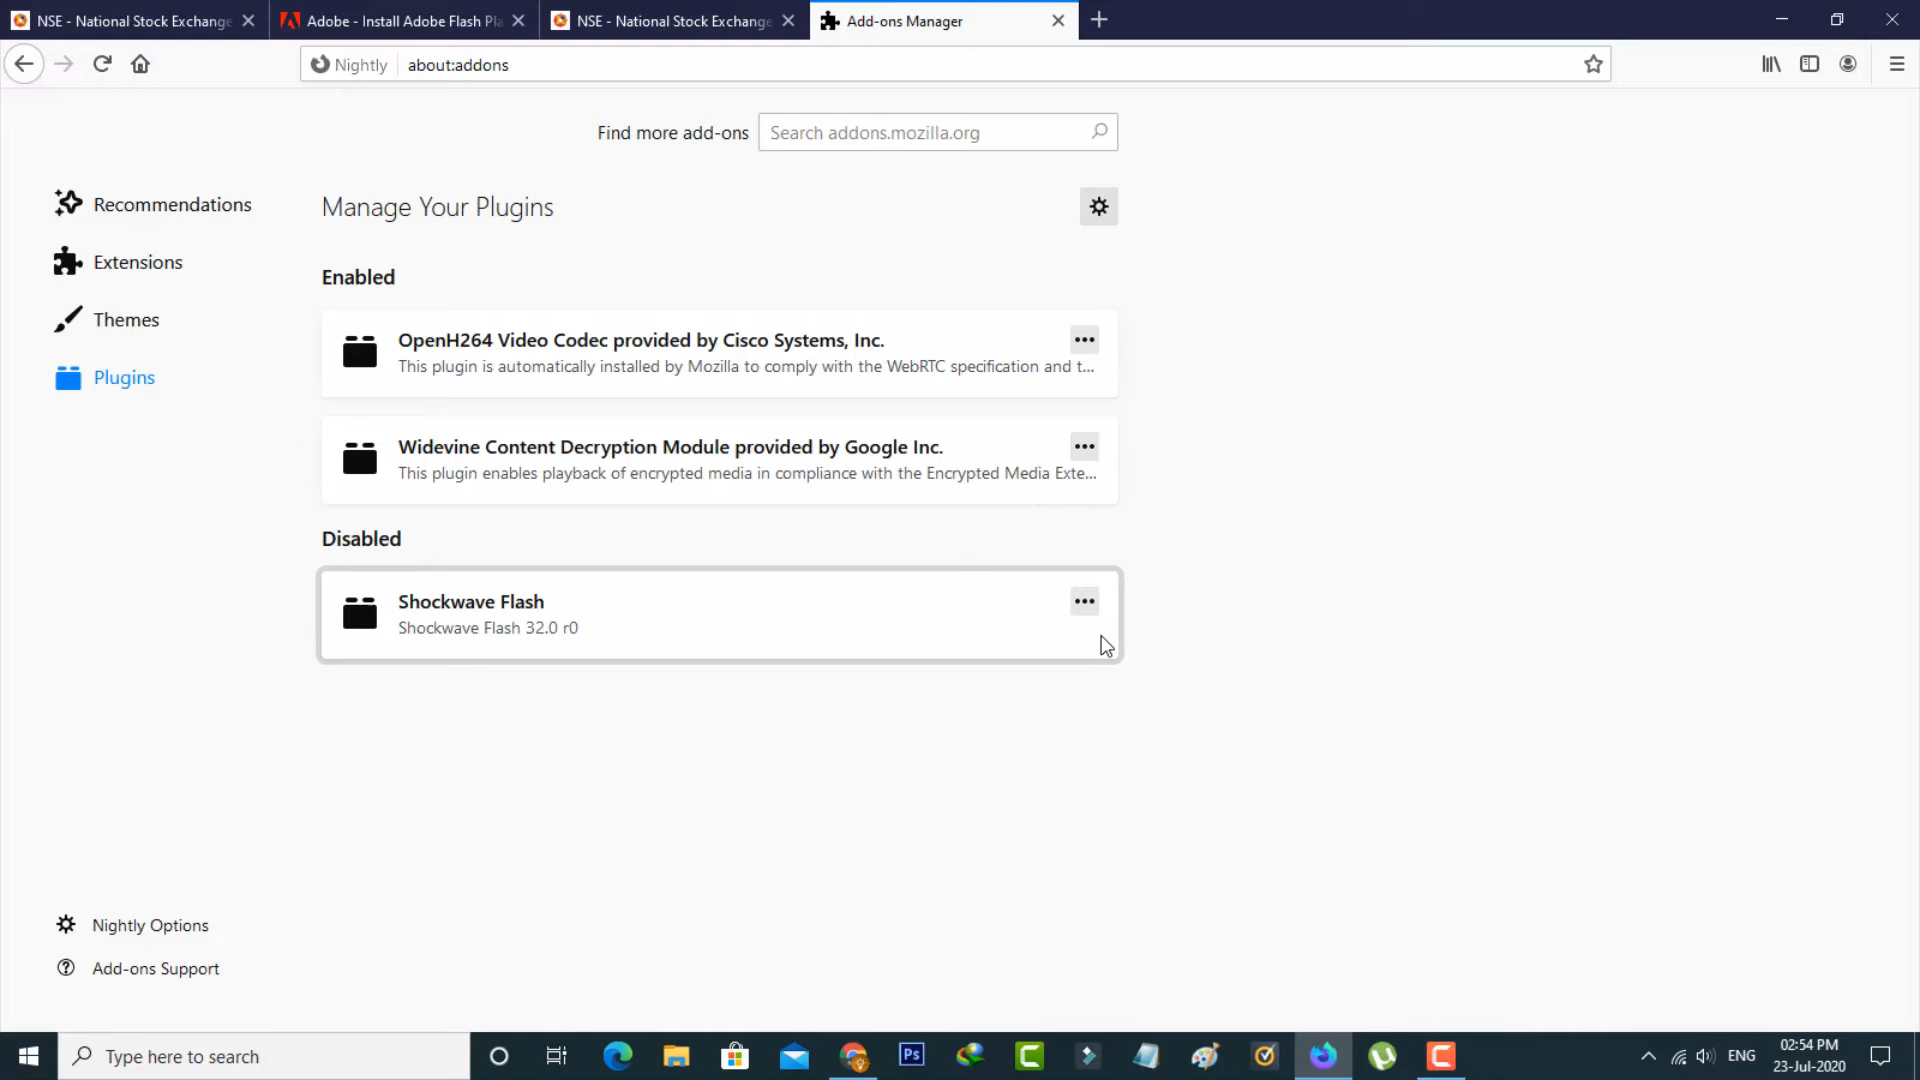 NSE - National Stock Exchange
Adobe - Install Adobe Flash Pla
NSE - National Stock Exchange
Add-ons Manager
Nightly
about:addons
Find more add-ons
Search addons.mozilla.org
Recommendations
Extensions
Themes
Plugins
Manage Your Plugins
Enabled
OpenH264 Video Codec provided by Cisco Systems, Inc.
This plugin is automatically installed by Mozilla to comply with the WebRTC specification and t...
Widevine Content Decryption Module provided by Google Inc.
This plugin enables playback of encrypted media in compliance with the Encrypted Media Exte...
Disabled
Shockwave Flash
Shockwave Flash 32.0 r0
Nightly Options
Add-ons Support
Type here to search
Ps
ENG
02:54 PM
23-Jul-2020